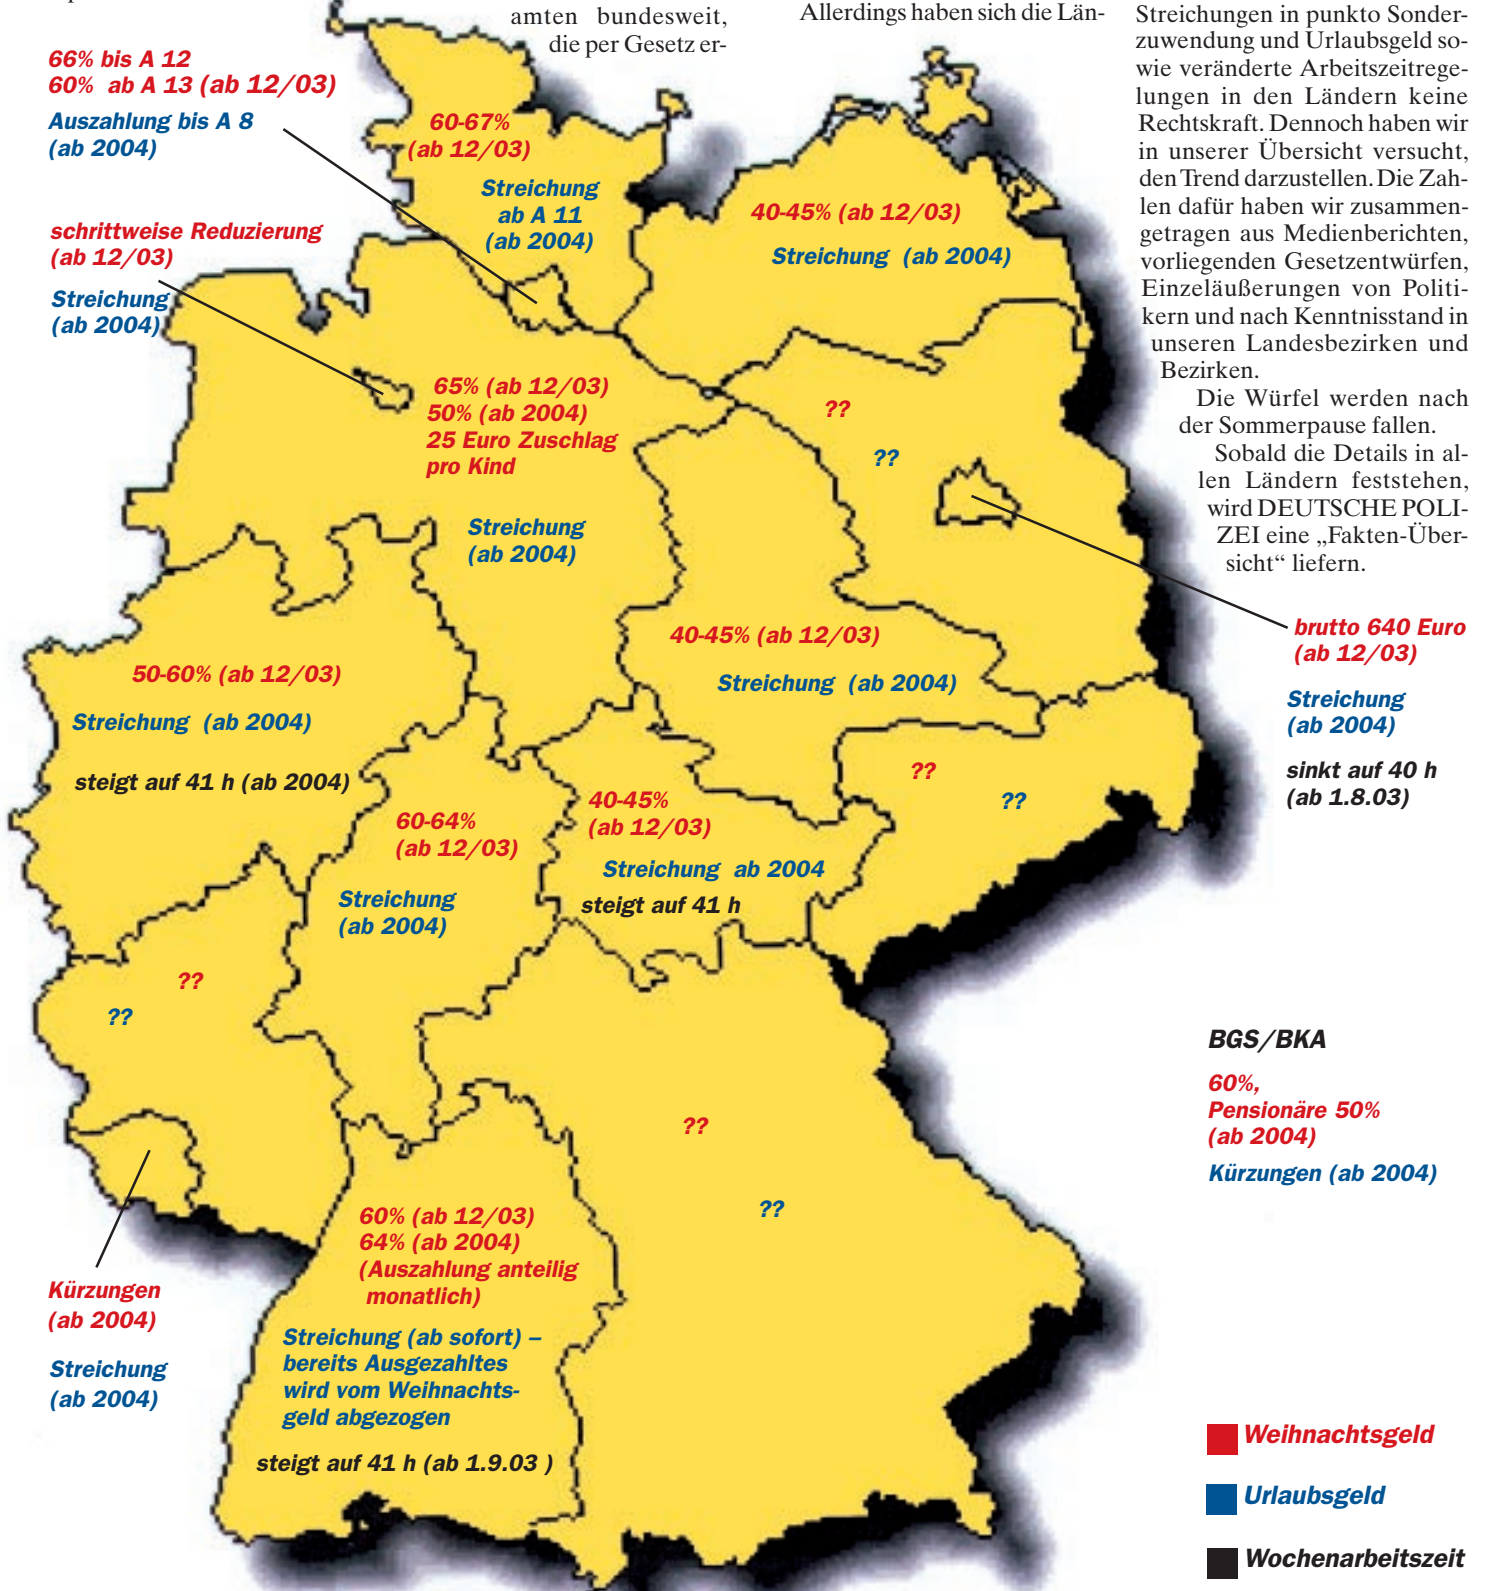 amten bundesweit,
die per Gesetz er-
Allerdings haben sich die Län-
Streichungen in punkto Sonder-
zuwendung und Urlaubsgeld so-
wie veränderte Arbeitszeitrege-
lungen in den Ländern keine
Rechtskraft. Dennoch haben wir
in unserer Übersicht versucht,
den Trend darzustellen. Die Zah-
len dafür haben wir zusammen-
getragen aus Medienberichten,
vorliegenden Gesetzentwürfen,
Einzeläußerungen von Politi-
kern und nach Kenntnisstand in
unseren Landesbezirken und
Bezirken.
Die Würfel werden nach
der Sommerpause fallen.
Sobald die Details in al-
len Ländern feststehen,
wird DEUTSCHE POLI-
ZEI eine „Fakten-Über-
sicht“ liefern.
66% bis A 12
60% ab A 13 (ab 12/03)
Auszahlung bis A 8
(ab 2004)
60-67%
(ab 12/03)
Streichung
ab A 11
(ab 2004)
40-45% (ab 12/03)
Streichung (ab 2004)
schrittweise Reduzierung
(ab 12/03)
Streichung
(ab 2004)
65% (ab 12/03)
50% (ab 2004)
25 Euro Zuschlag
pro Kind
Streichung
(ab 2004)
??
??
brutto 640 Euro
(ab 12/03)
Streichung
(ab 2004)
sinkt auf 40 h
(ab 1.8.03)
40-45% (ab 12/03)
Streichung (ab 2004)
50-60% (ab 12/03)
Streichung (ab 2004)
steigt auf 41 h (ab 2004)
60-64%
(ab 12/03)
Streichung
(ab 2004)
40-45%
(ab 12/03)
Streichung ab 2004
steigt auf 41 h
??
??
??
??
??
??
Kürzungen
(ab 2004)
Streichung
(ab 2004)
60% (ab 12/03)
64% (ab 2004)
(Auszahlung anteilig
monatlich)
Streichung (ab sofort) –
bereits Ausgezahltes
wird vom Weihnachts-
geld abgezogen
steigt auf 41 h (ab 1.9.03 )
BGS/BKA
60%,
Pensionäre 50%
(ab 2004)
Kürzungen (ab 2004)
Weihnachtsgeld
Urlaubsgeld
Wochenarbeitszeit